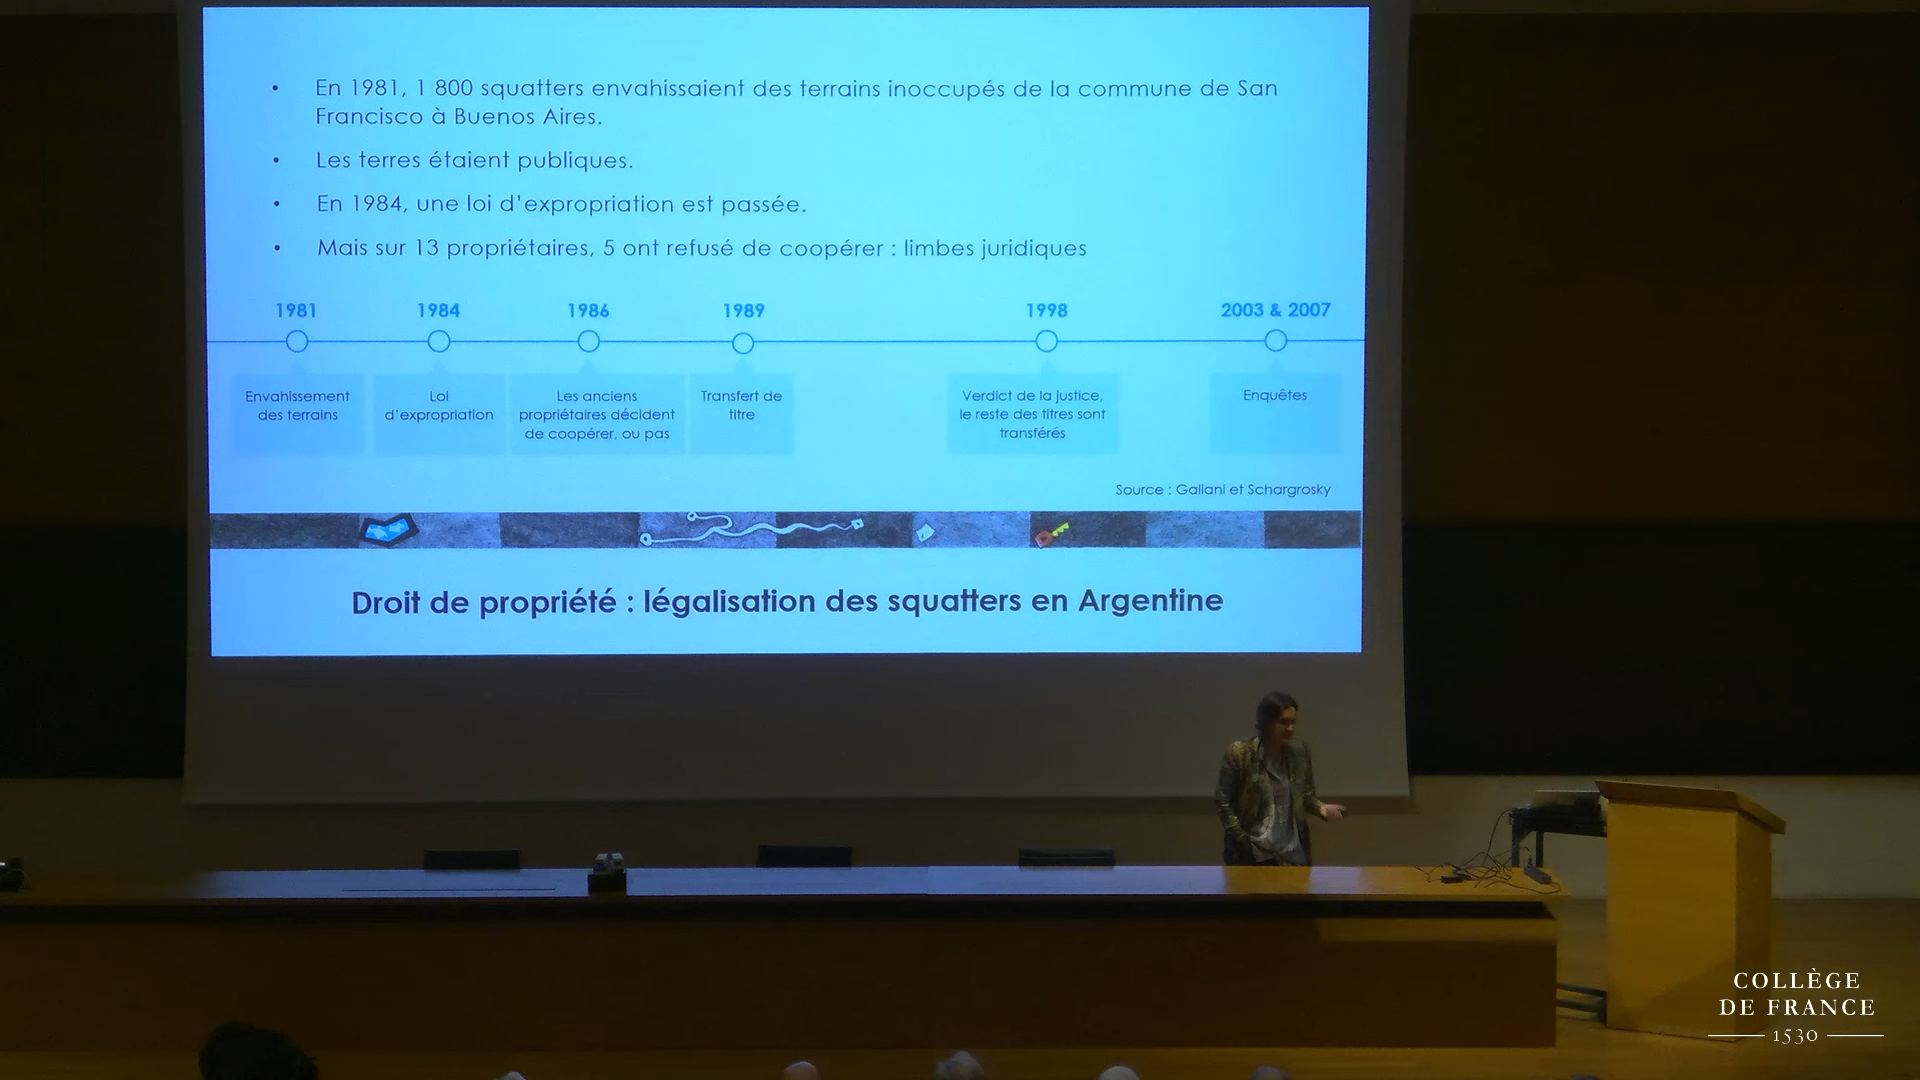 • En 1981, 1 800 squatters envahissaient des terrains inoccupés de la commune de San
Francisco à Buenos Aires.
• Les terres étaient publiques.
• En 1984, une loi d'expropriation est passée.
• Mais sur 13 propriétaires, 5 ont refusé de coopérer : limbes juridiques
1981
1984
1986
1989
1998
2003 & 2007
Envahissement
des terrains
Loi
d'expropriation
Les anciens
propriétaires décident
de coopérer, ou pas
Transfert de
titre
Verdict de la justice,
le reste des titres sont
transférés
Enquêtes
Source : Galiani et Schargrosky
Droit de propriété : légalisation des squatters en Argentine
COLLÈGE
DE FRANCE
1530